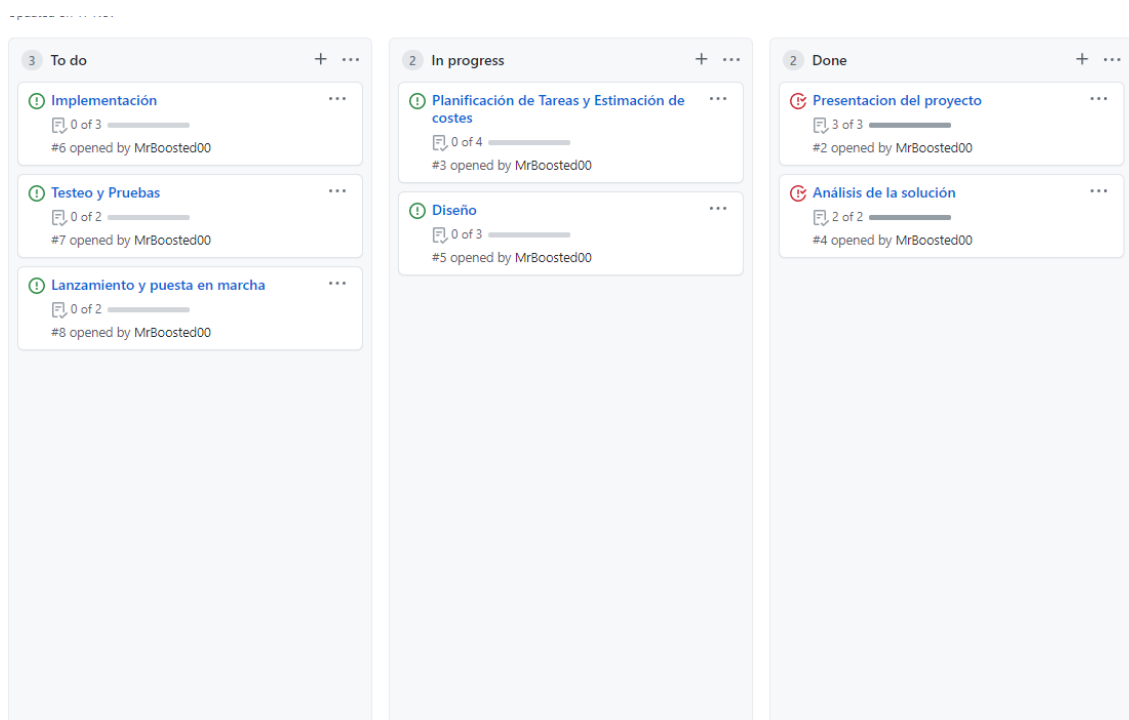 3 To do
Implementación
0 of 3
#6 opened by MrBoosted00
Testeo y Pruebas
0 of 2
#7 opened by MrBoosted00
Lanzamiento y puesta en marcha
0 of 2
#8 opened by MrBoosted00
2 In progress
Planificación de Tareas y Estimación de
costes
0 of 4
#3 opened by MrBoosted00
Diseño
0 of 3
#5 opened by MrBoosted00
2 Done
Presentacion del proyecto
3 of 3
#2 opened by MrBoosted00
Análisis de la solución
2 of 2
#4 opened by MrBoosted00